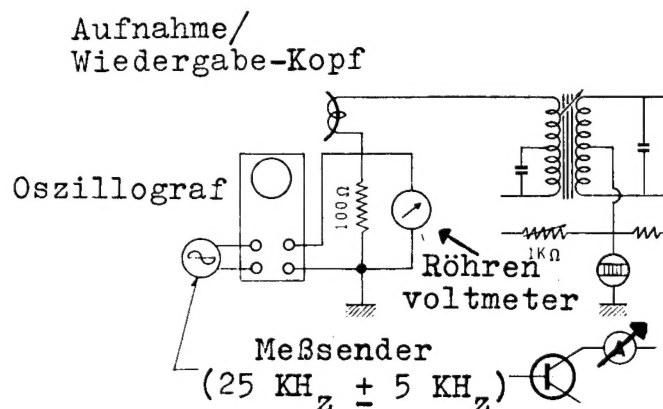 Aufnahme/
Wiedergabe-Kopf
Oszillograf
100Ω
1KΩ
Röhren
voltmeter
A
Meßsender
(25 KHz ± 5 KHz)